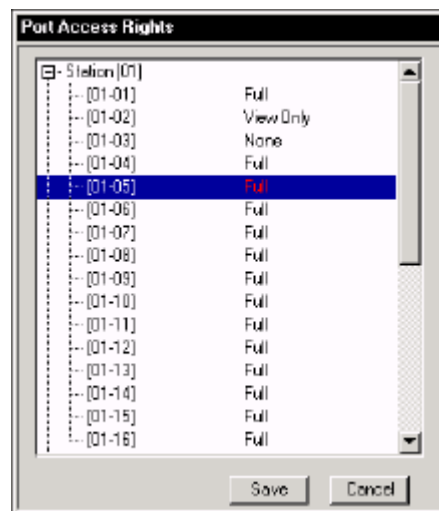 Port Access Rights
Station [01]
[01-01] Full
[01-02] View Only
[01-03] None
[01-04] Full
[01-05] Full
[01-06] Full
[01-07] Full
[01-08] Full
[01-09] Full
[01-10] Full
[01-11] Full
[01-12] Full
[01-13] Full
[01-14] Full
[01-15] Full
[01-16] Full
Save Cancel